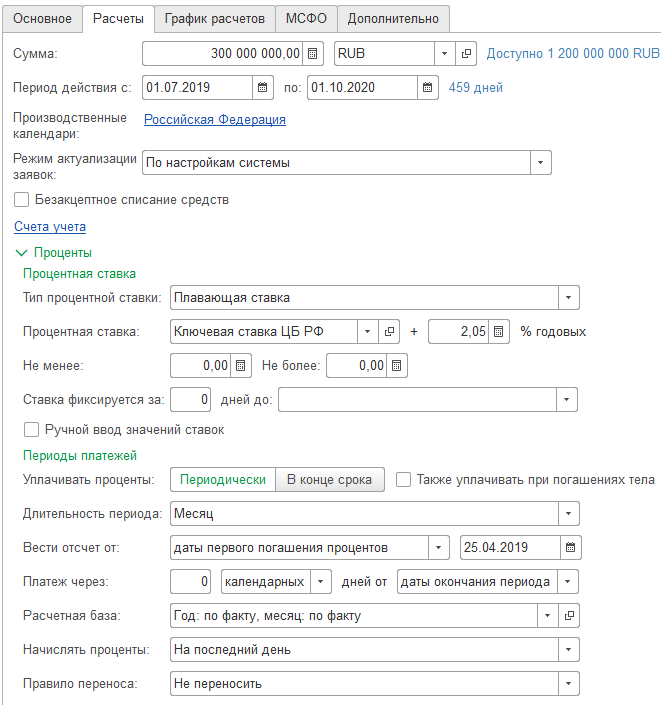 Основное Расчеты График расчетов МСФО Дополнительно
Сумма: 300 000 000,00 RUB Доступно 1 200 000 000 RUB
Период действия с: 01.07.2019 по: 01.10.2020 459 дней
Производственные календари: Российская Федерация
Режим актуализации заявок: По настройкам системы
Безакцептное списание средств
Счета учета
Проценты
Процентная ставка
Тип процентной ставки: Плавающая ставка
Процентная ставка: Ключевая ставка ЦБ РФ + 2,05 % годовых
Не менее: 0,00 Не более: 0,00
Ставка фиксируется за: 0 дней до:
Ручной ввод значений ставок
Периоды платежей
Уплачивать проценты: Периодически В конце срока Также уплачивать при погашениях тела
Длительность периода: Месяц
Вести отсчет от: даты первого погашения процентов 25.04.2019
Платеж через: 0 календарных дней от даты окончания периода
Расчетная база: Год: по факту, месяц: по факту
Начислять проценты: На последний день
Правило переноса: Не переносить